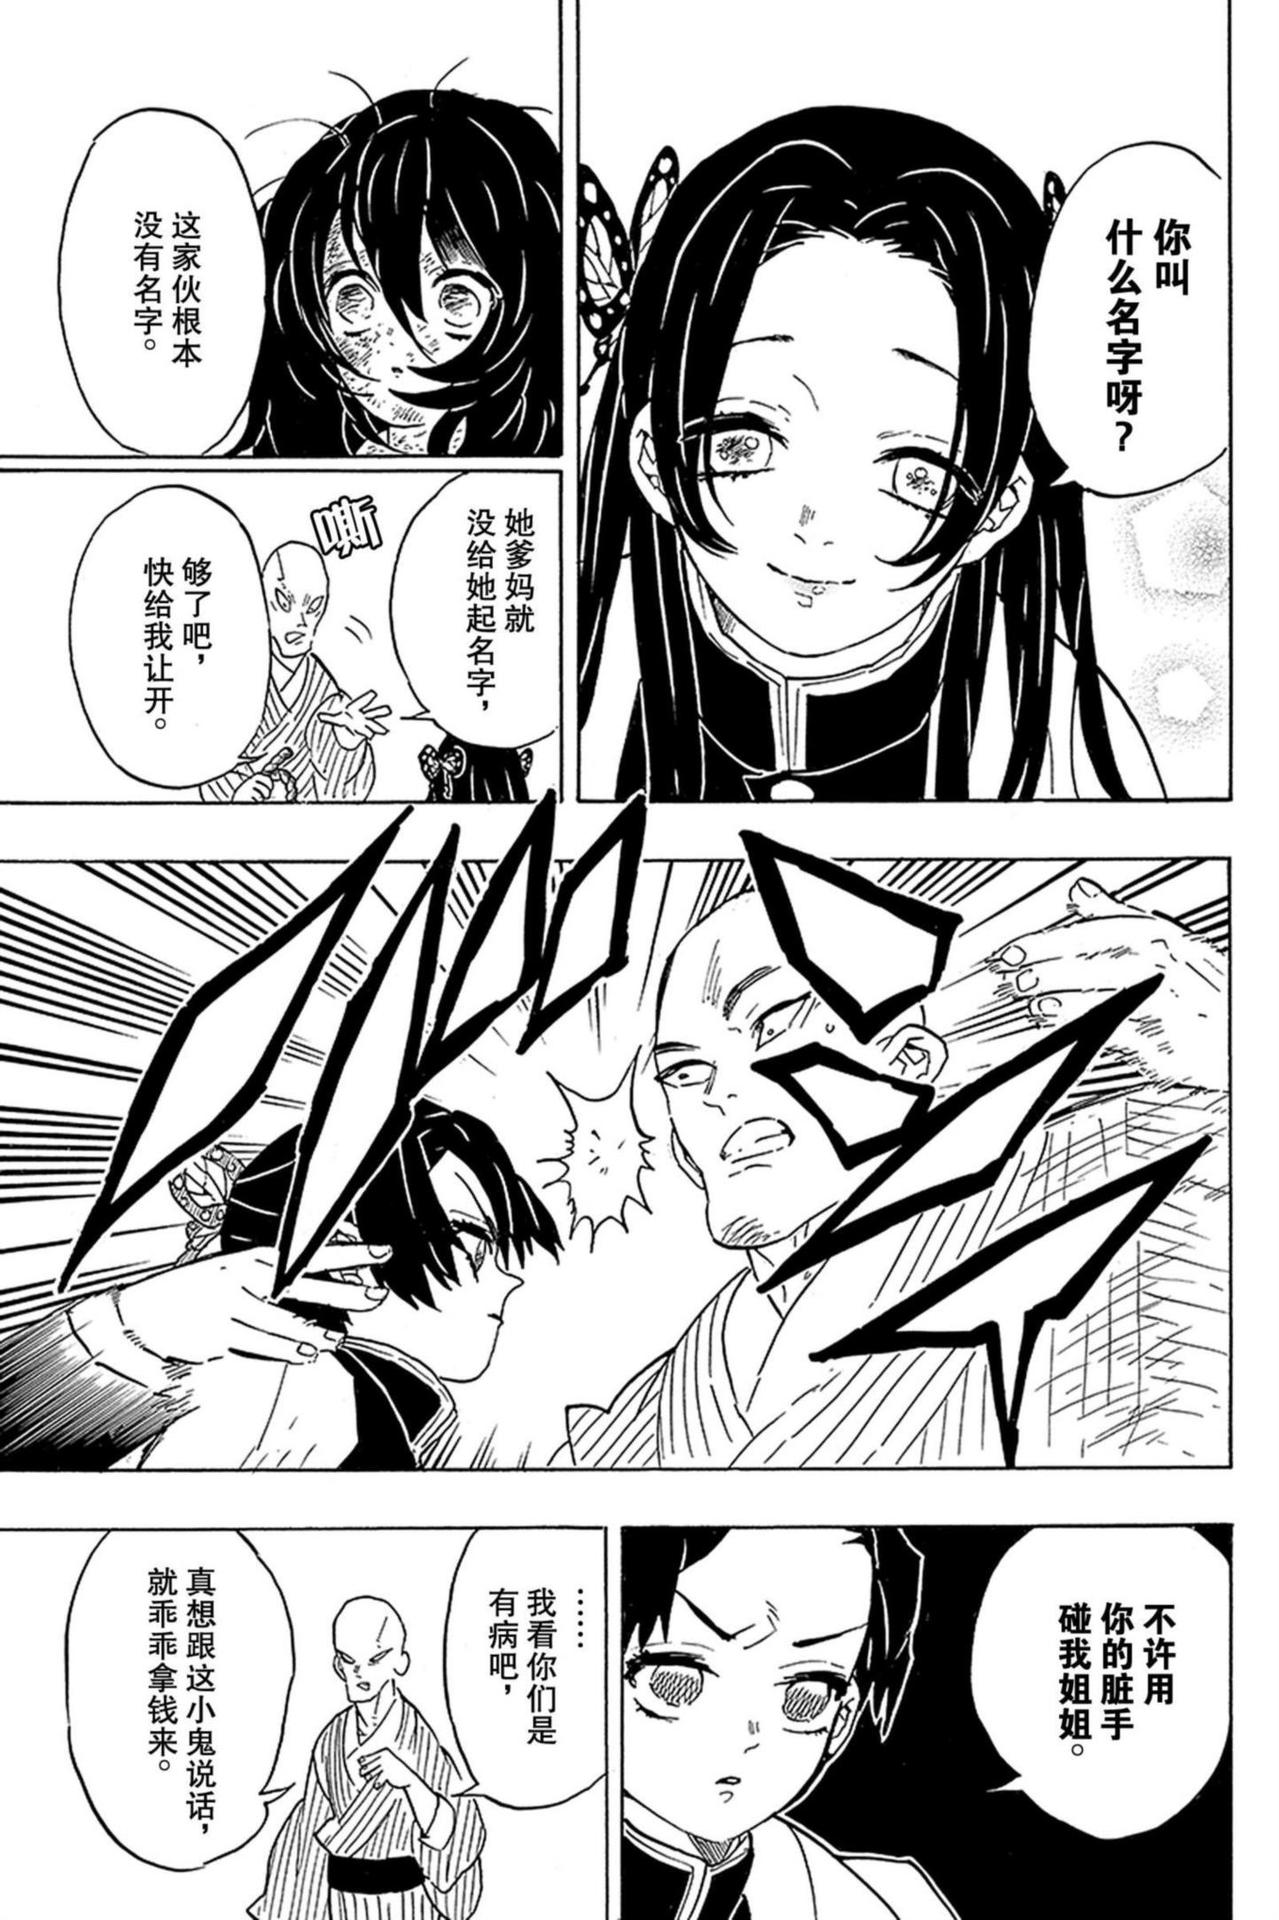 你叫
什么名字呀？
这家伙根本
没有名字。
她爹妈就
没给她起名字，
嘶
够了吧，
快给我让开。
不许用
你的脏手
碰我姐姐。
……
我看你们是
有病吧，
真想跟这小鬼说话，
就乖乖拿钱来。